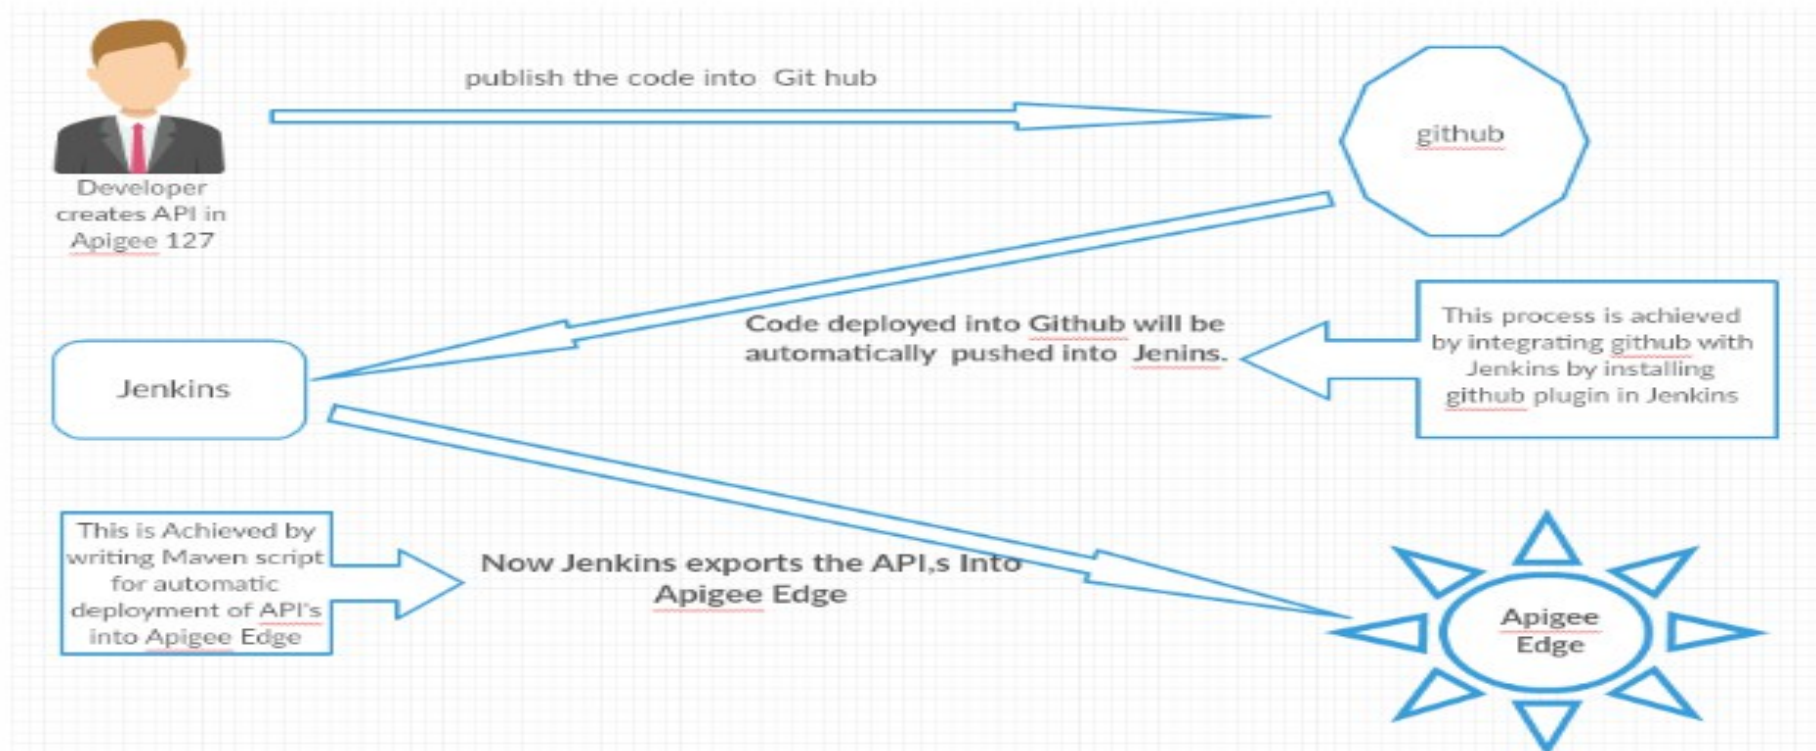 publish the code into Git hub
github
Developer
creates API in
Apigee 127
Code deployed into Github will be
automatically pushed into Jenins.
This process is achieved
by integrating github with
Jenkins by installing
github plugin in Jenkins
Jenkins
This is Achieved by
writing Maven script
for automatic
deployment of API's
into Apigee Edge
Now Jenkins exports the API,s Into
Apigee Edge
Apigee
Edge